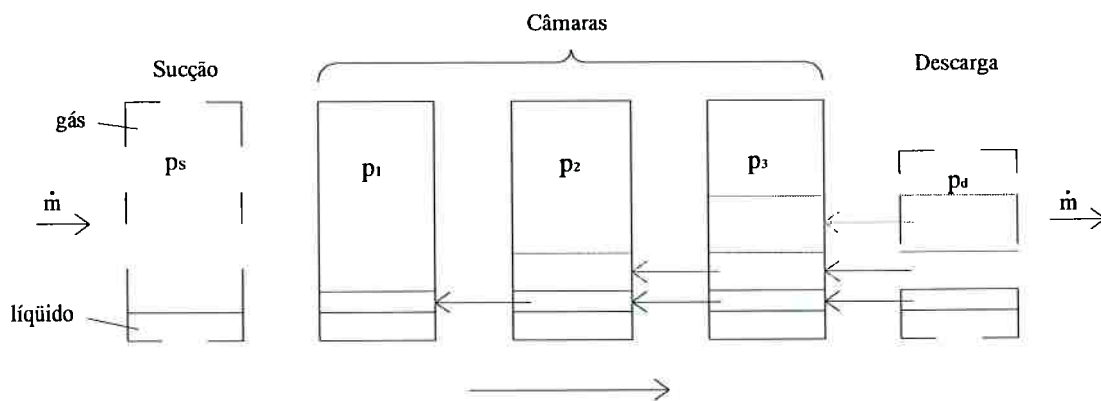 Câmaras
Sucção
Descarga
gás
ps
p1
p2
p3
pd
ṁ
ṁ
líqüido